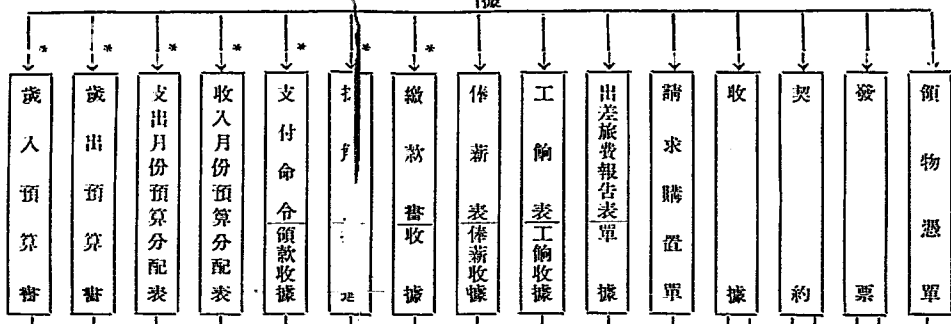 據
* * * * * * *
歲入預算書
歲出預算書
支出月份預算分配表
收入月份預算分配表
支付命令
領款收據
繳款書
收據
俸薪表
俸薪收據
工餉表
工餉收據
出差旅費報告表
單據
請求購置單
收據
契約
發票
領物憑單